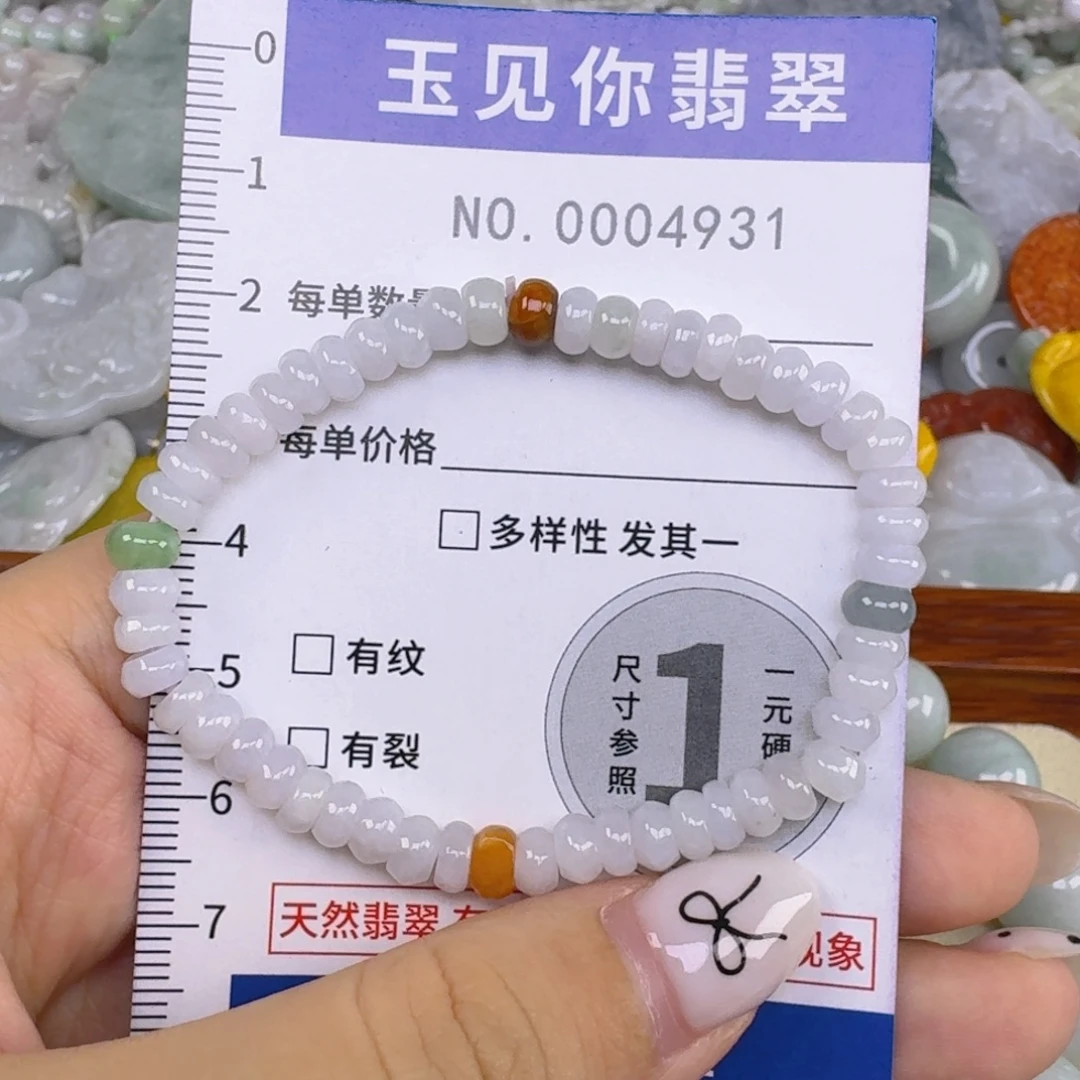 玉见你翡翠
NO. 0004931
每单数
每单价格
多样性 发其一
有纹
有裂
尺寸参照
1
一元硬
天然翡翠
现象
0
1
2
4
5
6
7